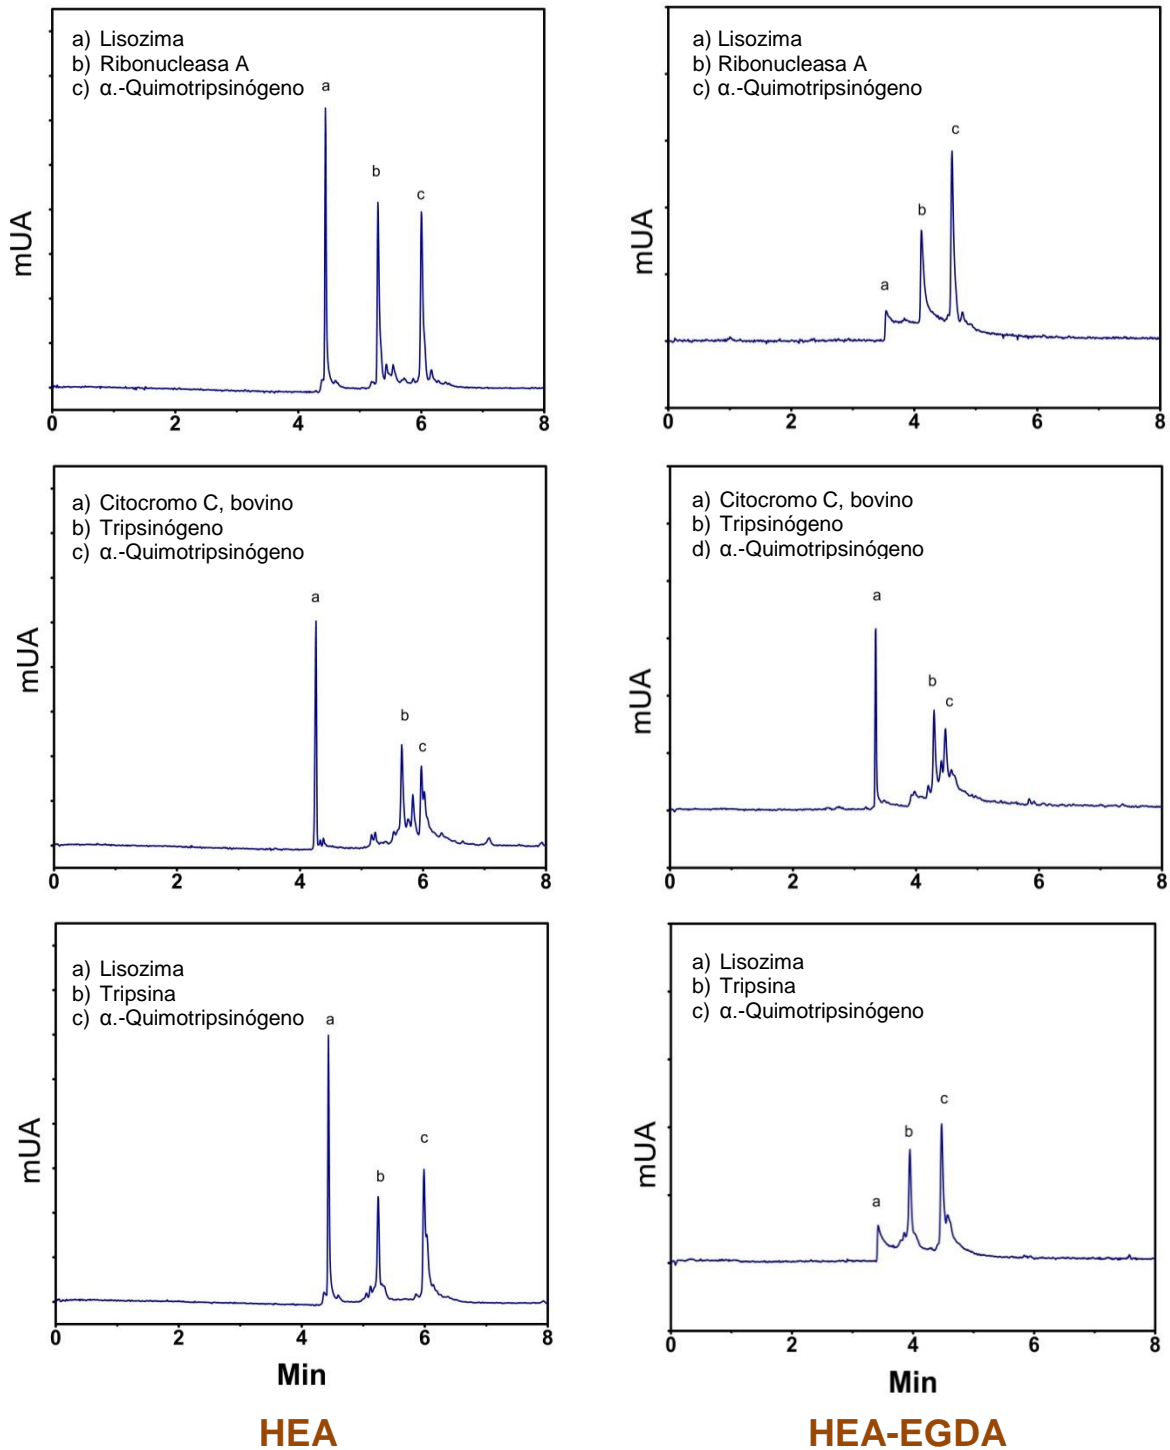 a) Lisozima
b) Ribonucleasa A
c) α.-Quimotripsinógeno
a
b
c
mUA
0 2 4 6 8
a) Lisozima
b) Ribonucleasa A
c) α.-Quimotripsinógeno
a
b
c
mUA
0 2 4 6 8
a) Citocromo C, bovino
b) Tripsinógeno
c) α.-Quimotripsinógeno
a
b
c
mUA
0 2 4 6 8
a) Citocromo C, bovino
b) Tripsinógeno
d) α.-Quimotripsinógeno
a
b
c
mUA
0 2 4 6 8
a) Lisozima
b) Tripsina
c) α.-Quimotripsinógeno
a
b
c
mUA
0 2 4 6 8
Min
HEA
a) Lisozima
b) Tripsina
c) α.-Quimotripsinógeno
a
b
c
mUA
0 2 4 6 8
Min
HEA-EGDA